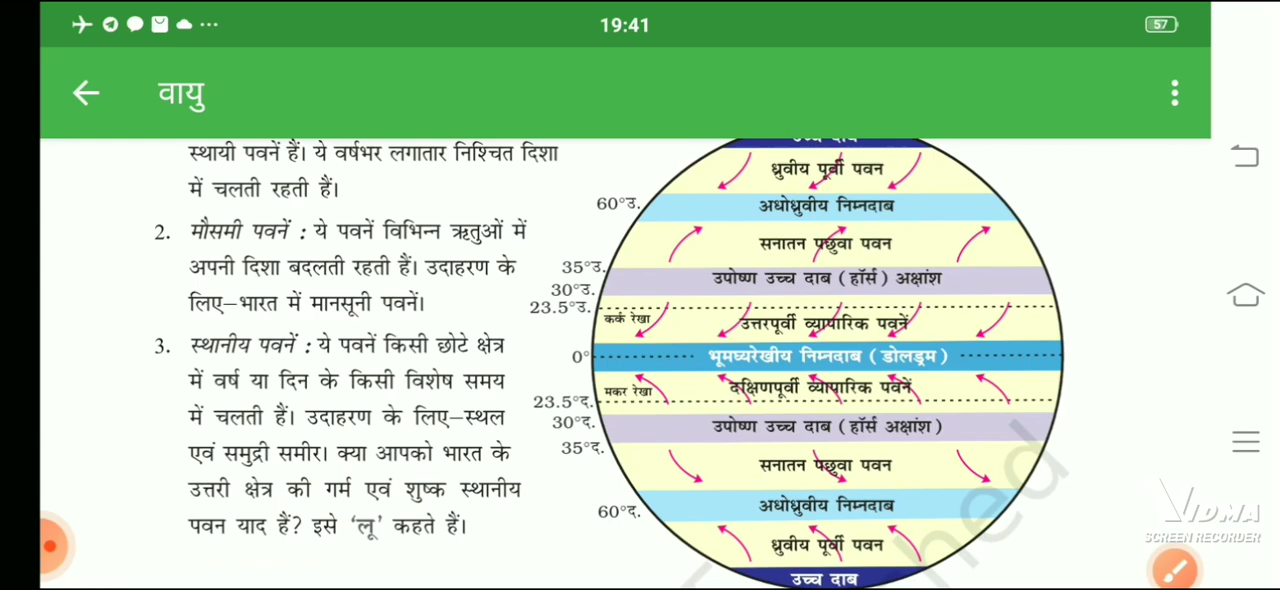 19:41
57
वायु
स्थायी पवनें हैं। ये वर्षभर लगातार निश्चित दिशा
में चलती रहती हैं।
2. मौसमी पवनें : ये पवनें विभिन्न ऋतुओं में
अपनी दिशा बदलती रहती हैं। उदाहरण के
लिए–भारत में मानसूनी पवनें।
3. स्थानीय पवनें : ये पवनें किसी छोटे क्षेत्र
में वर्ष या दिन के किसी विशेष समय
में चलती हैं। उदाहरण के लिए–स्थल
एवं समुद्री समीर। क्या आपको भारत के
उत्तरी क्षेत्र की गर्म एवं शुष्क स्थानीय
पवन याद हैं? इसे ‘लू’ कहते हैं।
उच्च दाब
ध्रुवीय पूर्वी पवन
60°उ.
अधोध्रुवीय निम्नदाब
सनातन पछुवा पवन
35°उ.
उपोष्ण उच्च दाब (हॉर्स) अक्षांश
30°उ.
23.5°उ.
कर्क रेखा
उत्तरपूर्वी व्यापारिक पवनें
0°
भूमध्यरेखीय निम्नदाब (डोलड्रम)
मकर रेखा
दक्षिणपूर्वी व्यापारिक पवनें
23.5°द.
30°द.
उपोष्ण उच्च दाब (हॉर्स अक्षांश)
35°द.
सनातन पछुवा पवन
60°द.
अधोध्रुवीय निम्नदाब
ध्रुवीय पूर्वी पवन
उच्च दाब
VIDMA
SCREEN RECORDER